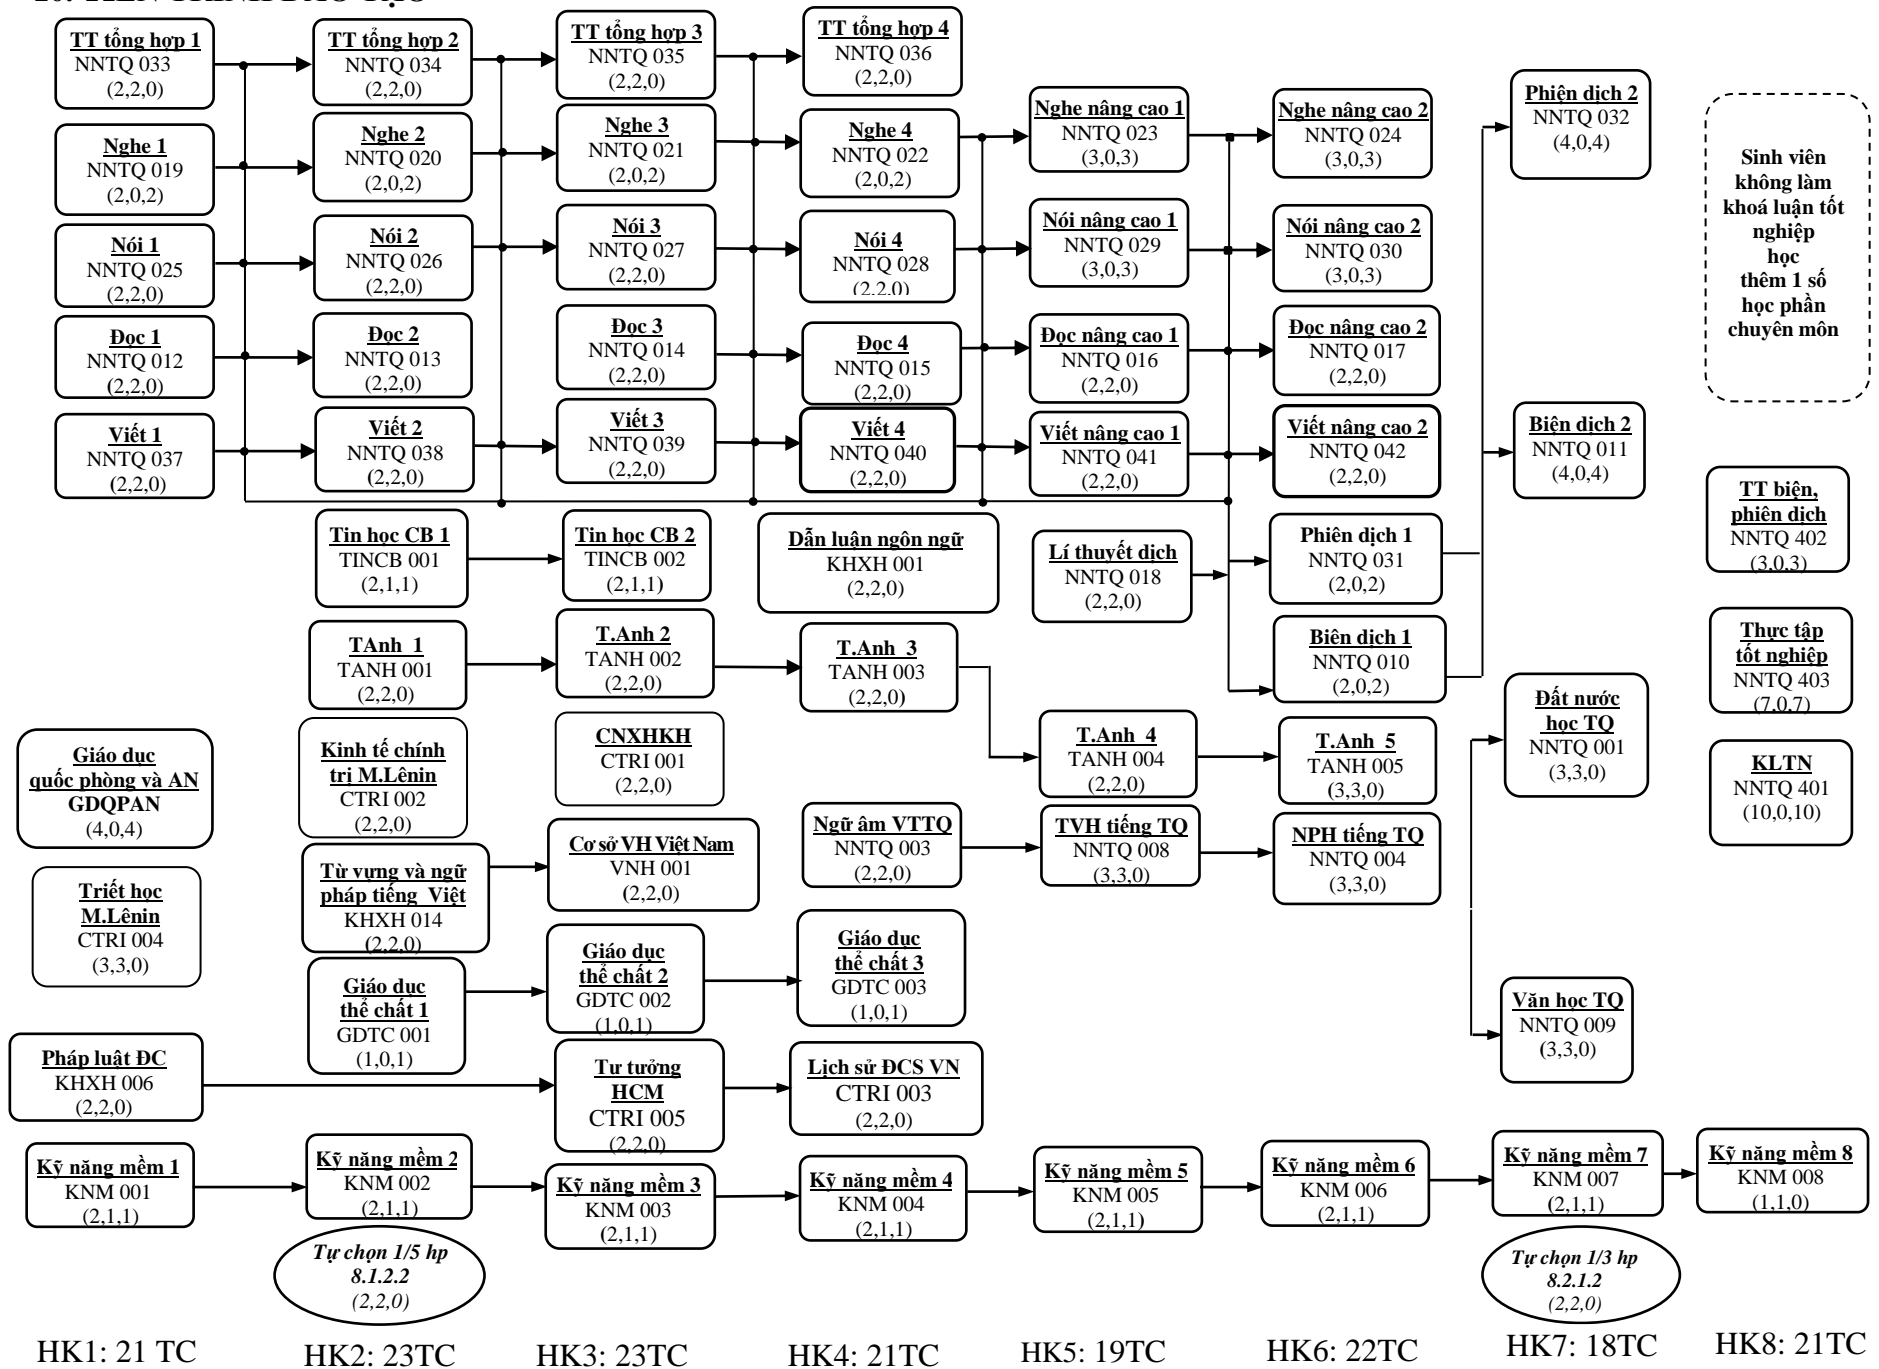 10. TIẾN TRÌNH ĐÀO TẠO
TT tổng hợp 1
NNTQ 033
(2,2,0)
Nghe 1
NNTQ 019
(2,0,2)
Nói 1
NNTQ 025
(2,2,0)
Đọc 1
NNTQ 012
(2,2,0)
Viết 1
NNTQ 037
(2,2,0)
Giáo dục
quốc phòng và AN
GDQPAN
(4,0,4)
Triết học
M.Lênin
CTRI 004
(3,3,0)
Pháp luật ĐC
KHXH 006
(2,2,0)
Kỹ năng mềm 1
KNM 001
(2,1,1)
HK1: 21 TC
TT tổng hợp 2
NNTQ 034
(2,2,0)
Nghe 2
NNTQ 020
(2,0,2)
Nói 2
NNTQ 026
(2,2,0)
Đọc 2
NNTQ 013
(2,2,0)
Viết 2
NNTQ 038
(2,2,0)
Tin học CB 1
TINCB 001
(2,1,1)
TAnh 1
TANH 001
(2,2,0)
Kinh tế chính
trị M.Lênin
CTRI 002
(2,2,0)
Từ vựng và ngữ
pháp tiếng Việt
KHXH 014
(2,2,0)
Giáo dục
thể chất 1
GDTC 001
(1,0,1)
Kỹ năng mềm 2
KNM 002
(2,1,1)
Tự chọn 1/5 hp
8.1.2.2
(2,2,0)
HK2: 23TC
TT tổng hợp 3
NNTQ 035
(2,2,0)
Nghe 3
NNTQ 021
(2,0,2)
Nói 3
NNTQ 027
(2,2,0)
Đọc 3
NNTQ 014
(2,2,0)
Viết 3
NNTQ 039
(2,2,0)
Tin học CB 2
TINCB 002
(2,1,1)
T.Anh 2
TANH 002
(2,2,0)
CNXHKH
CTRI 001
(2,2,0)
Cơ sở VH Việt Nam
VNH 001
(2,2,0)
Giáo dục
thể chất 2
GDTC 002
(1,0,1)
Tư tưởng
HCM
CTRI 005
(2,2,0)
Kỹ năng mềm 3
KNM 003
(2,1,1)
HK3: 23TC
TT tổng hợp 4
NNTQ 036
(2,2,0)
Nghe 4
NNTQ 022
(2,0,2)
Nói 4
NNTQ 028
(2,2,0)
Đọc 4
NNTQ 015
(2,2,0)
Viết 4
NNTQ 040
(2,2,0)
Dẫn luận ngôn ngữ
KHXH 001
(2,2,0)
T.Anh 3
TANH 003
(2,2,0)
Ngữ âm VTTQ
NNTQ 003
(2,2,0)
Giáo dục
thể chất 3
GDTC 003
(1,0,1)
Lịch sử ĐCS VN
CTRI 003
(2,2,0)
Kỹ năng mềm 4
KNM 004
(2,1,1)
HK4: 21TC
Nghe nâng cao 1
NNTQ 023
(3,0,3)
Nói nâng cao 1
NNTQ 029
(3,0,3)
Đọc nâng cao 1
NNTQ 016
(2,2,0)
Viết nâng cao 1
NNTQ 041
(2,2,0)
Lí thuyết dịch
NNTQ 018
(2,2,0)
T.Anh 4
TANH 004
(2,2,0)
TVH tiếng TQ
NNTQ 008
(3,3,0)
Kỹ năng mềm 5
KNM 005
(2,1,1)
HK5: 19TC
Nghe nâng cao 2
NNTQ 024
(3,0,3)
Nói nâng cao 2
NNTQ 030
(3,0,3)
Đọc nâng cao 2
NNTQ 017
(2,2,0)
Viết nâng cao 2
NNTQ 042
(2,2,0)
Phiên dịch 1
NNTQ 031
(2,0,2)
Biên dịch 1
NNTQ 010
(2,0,2)
T.Anh 5
TANH 005
(3,3,0)
NPH tiếng TQ
NNTQ 004
(3,3,0)
Kỹ năng mềm 6
KNM 006
(2,1,1)
HK6: 22TC
Phiện dịch 2
NNTQ 032
(4,0,4)
Biện dịch 2
NNTQ 011
(4,0,4)
Đất nước
học TQ
NNTQ 001
(3,3,0)
Văn học TQ
NNTQ 009
(3,3,0)
Kỹ năng mềm 7
KNM 007
(2,1,1)
Tự chọn 1/3 hp
8.2.1.2
(2,2,0)
HK7: 18TC
Sinh viên
không làm
khoá luận tốt
nghiệp
học
thêm 1 số
học phần
chuyên môn
TT biện,
phiên dịch
NNTQ 402
(3,0,3)
Thực tập
tốt nghiệp
NNTQ 403
(7,0,7)
KLTN
NNTQ 401
(10,0,10)
Kỹ năng mềm 8
KNM 008
(1,1,0)
HK8: 21TC